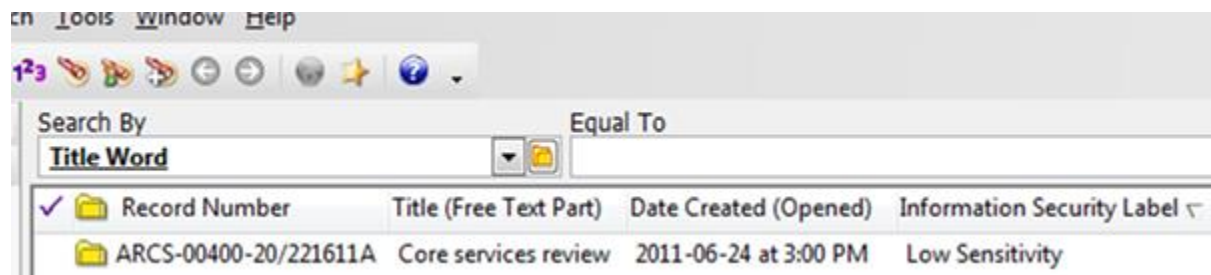 Tools Window Help
123
Search By Equal To
Title Word
Record Number Title (Free Text Part) Date Created (Opened) Information Security Label
ARCS-00400-20/221611A Core services review 2011-06-24 at 3:00 PM Low Sensitivity